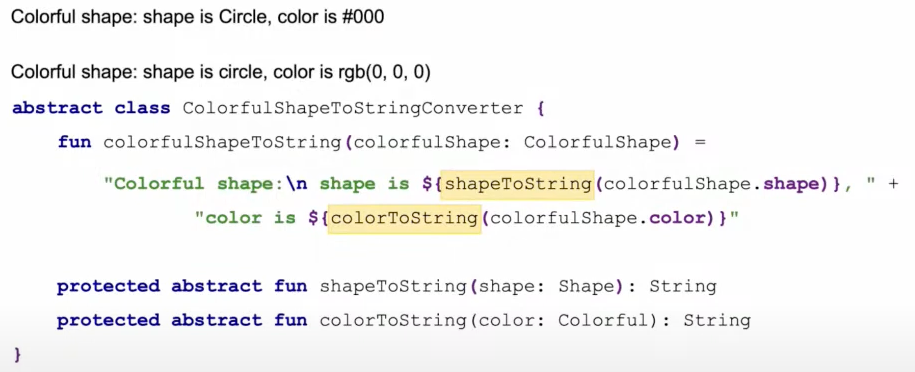 Colorful shape: shape is Circle, color is #000
Colorful shape: shape is circle, color is rgb(0, 0, 0)
abstract class ColorfulShapeToStringConverter {
fun colorfulShapeToString(colorfulShape: ColorfulShape) =
"Colorful shape:\n shape is ${shapeToString(colorfulShape.shape)}, " +
"color is ${colorToString(colorfulShape.color)}"
protected abstract fun shapeToString(shape: Shape): String
protected abstract fun colorToString(color: Colorful): String
}